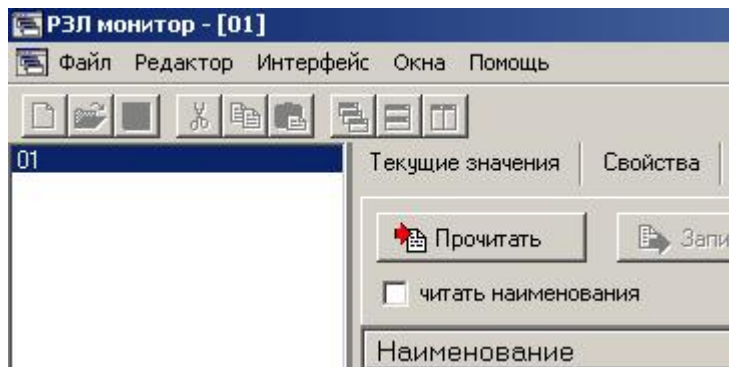 РЗЛ монитор - [01]
Файл Редактор Интерфейс Окна Помощь
01
Текущие значения Свойства
Прочитать
читать наименования
Наименование